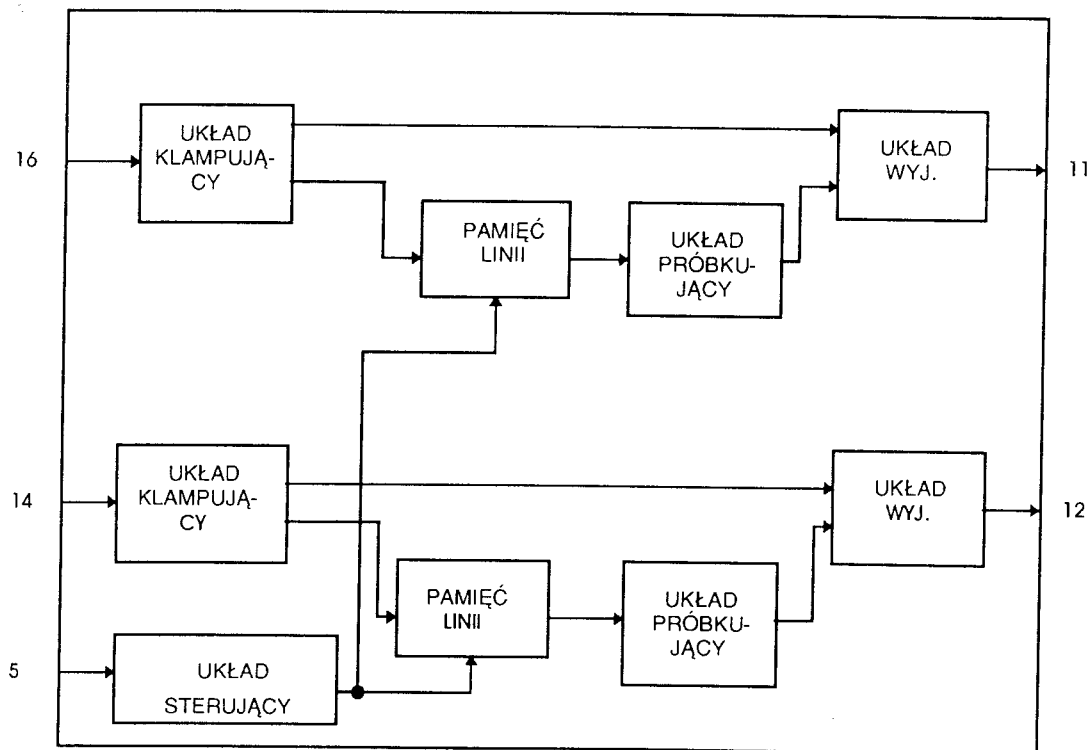 UKŁAD
KLAMPUJĄ-
CY
16
UKŁAD
WYJ.
11
PAMIĘĆ
LINII
UKŁAD
PRÓBKU-
JĄCY
UKŁAD
KLAMPUJĄ-
CY
14
UKŁAD
WYJ.
12
PAMIĘĆ
LINII
UKŁAD
PRÓBKU-
JĄCY
5
UKŁAD
STERUJĄCY